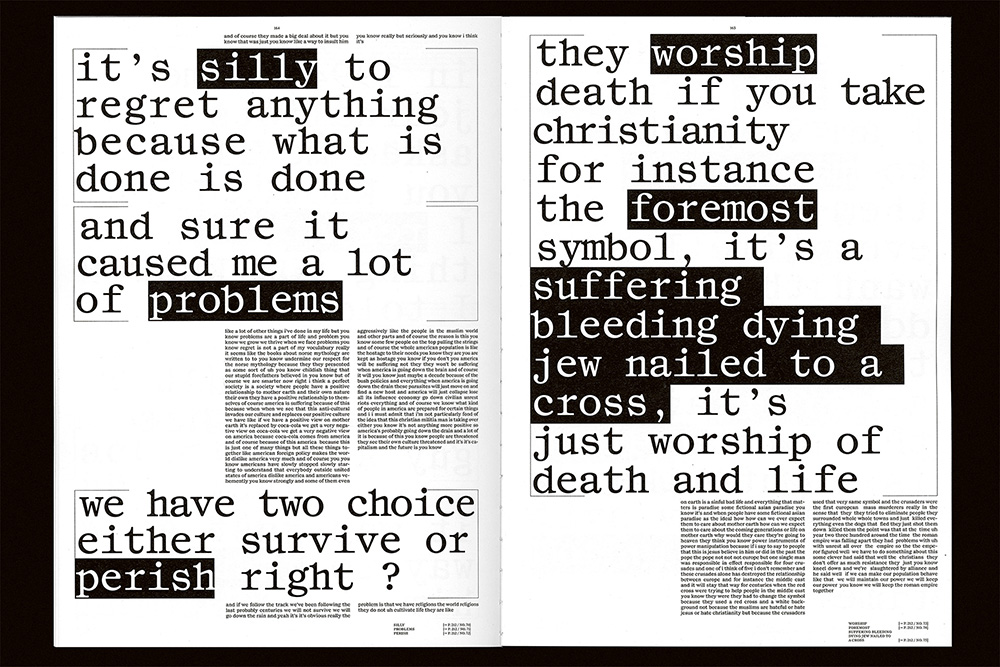 164
and of course they made a big deal about it but you
know that was just you know like a way to insult him
you know really but seriously and you know i think
it's
it's silly to
regret anything
because what is
done is done
and sure it
caused me a lot
of problems
like a lot of other things i've done in my life but you
know problems are a part of life and problem you
know we grow we thrive when we face problems you
know regret is not a part of my vocabulary really
it seems like the books about norse mythology are
written to to you know undermine our respect for
the norse mythology because they they presented
as some sort of uh you know childish thing that
our stupid forefathers believed in you know but of
course we are smarter now right i think a perfect
society is a society where people have a positive
relationship to mother earth and their own nature
their own they have a positive relationship to them-
selves of course america is suffering because of this
because when when we see that this anti-cultural
invades our culture and replaces our positive culture
we have like if we have a positive view on mother
earth it's replaced by coca-cola we get a very nega-
tive view on coca-cola we get a very negative view
on america because coca-cola comes from america
and of course because of this america because this
is just one of many things but all these things to-
gether like american foreign policy makes the wor-
ld dislike america very much and of course you you
know americans have slowly stopped slowly star-
ting to understand that everybody outside united
states of america dislike america and americans ve-
hemently you know strongly and some of them even
aggressively like the people in the muslim world
and other parts and of course the reason is this you
know some few people on the top pulling the strings
and of course the whole american population is like
the hostage to their needs you know they are you are
kept as hostage you know if you don't you america
will be suffering not they they won't be suffering
when america is going down the brain and of course
it will you know just maybe a decade because of the
bush policies and everything when america is going
down the drain these parasites will just move on and
find a new host and america will just collapse lose
all its influence economy go down civilian unrest
riots everything and of course we know what kind
of people in america are prepared for certain things
and i i must admit that i'm not particularly fond of
the idea that this christian militia man is taking over
either you know it's not anything more positive so
america's probably going down the drain and a lot of
it is because of this you know people are threatened
they see their own culture threatened and it's it's ca-
pitalism and the future is you know
we have two choice
either survive or
perish right ?
and if we follow the track we've been following the
last probably centuries we will not survive we will
go down the rain and yeah it's it's obvious really the
problem is that we have religions the world religions
they do not uh cultivate life they are like
SILLY
PROBLEMS
PERISH
they worship
death if you take
christianity
for instance
the foremost
symbol, it's a
suffering
bleeding dying
jew nailed to a
cross, it's
just worship of
death and life
on earth is a sinful bad life and everything that mat-
ters is paradise some fictional asian paradise you
know it's and when people have some fictional asian
paradise as the ideal how how can we ever expect
them to care about mother earth how can we expect
them to care about the coming generations or life on
mother earth why would they care they're going to
heaven they think you know power instruments of
power manipulation because if i say to say to people
that this is jesus believe in him or did in the past the
pope the pope not not not europe but one single man
was responsible in effect responsible for four cru-
sades and one of i think of five i don't remember and
these crusades alone has destroyed the relationship
between europe and for instance the middle east
and it will stay that way for centuries when the red
cross were trying to help people in the middle east
you know they were they had to change the symbol
because they used a red cross and a white back-
ground not because the muslims are hateful or hate
jesus or hate christianity but because the crusaders
used that very same symbol and the crusaders were
the first european mass murderers really in the
sense that they they tried to eliminate people they
surrounded whole whole towns and just killed eve-
rything even the dogs that fled they just shot them
down killed them the point was that at the time uh
year two three hundred around the time the roman
empire was falling apart they had problems with uh
with unrest all over the empire so the the empe-
ror figured well we have to do something about this
some clever had said that well the christians they
don't offer as much resistance they just you know
kneel down and we're slaughtered by alliance and
he said well if we can make our population behave
like that we will maintain our power we will keep
our power you know we will keep the roman empire
together
WORSHIP
FOREMOST
SUFFERING BLEEDING
DYING JEW NAILED TO
A CROSS